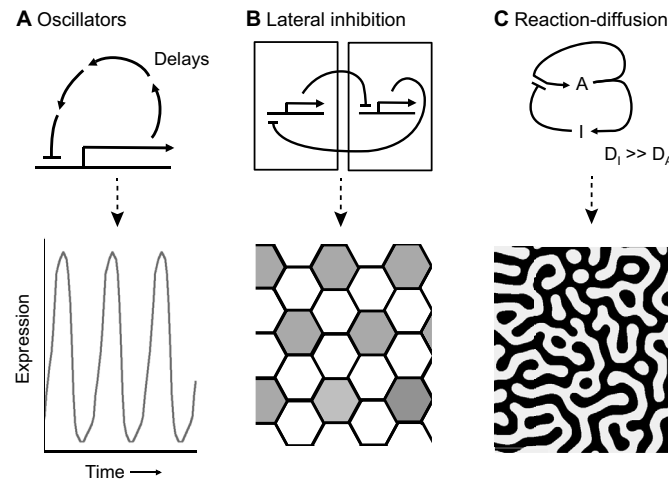 A Oscillators
Delays
Expression
Time
B Lateral inhibition
C Reaction-diffusion
A
I
D_I >> D_A